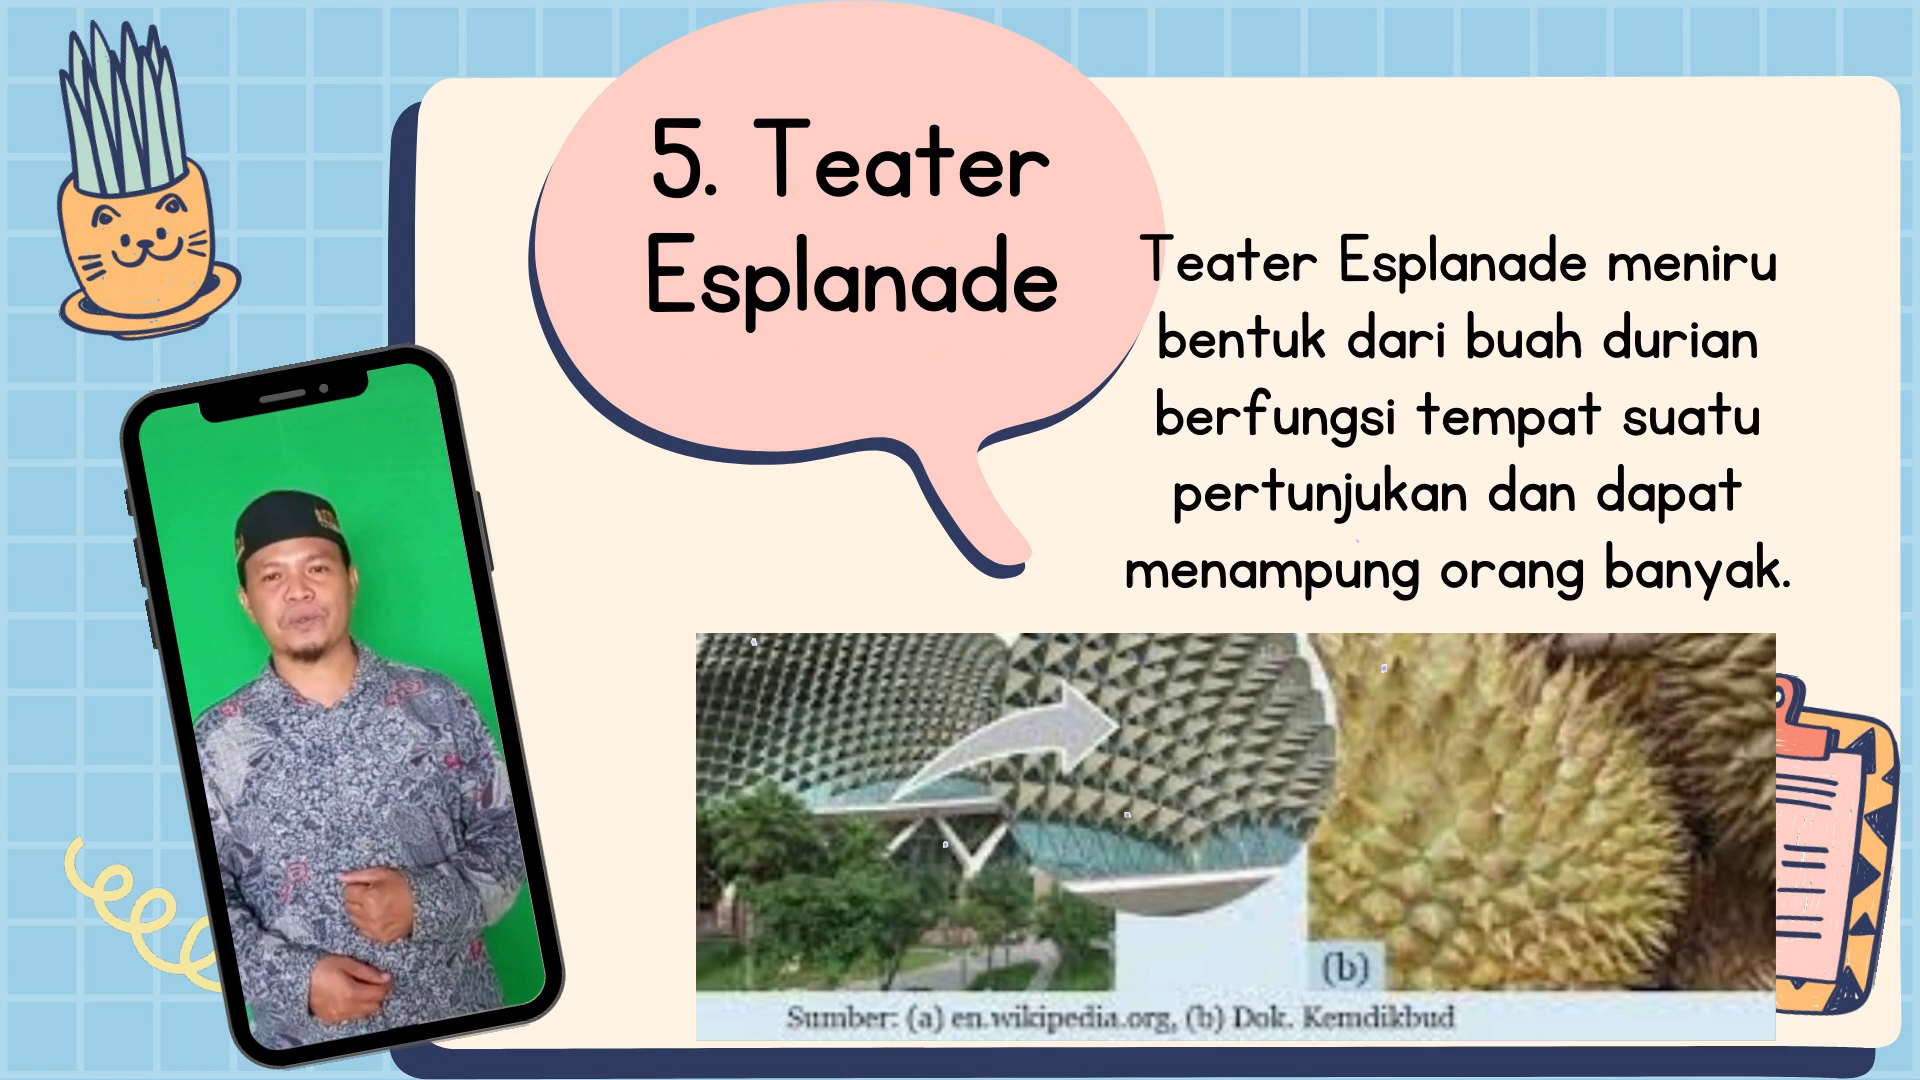 5. Teater
Esplanade
Teater Esplanade meniru
bentuk dari buah durian
berfungsi tempat suatu
pertunjukan dan dapat
menampung orang banyak.
(b)
Sumber: (a) en.wikipedia.org, (b) Dok. Kemdikbud